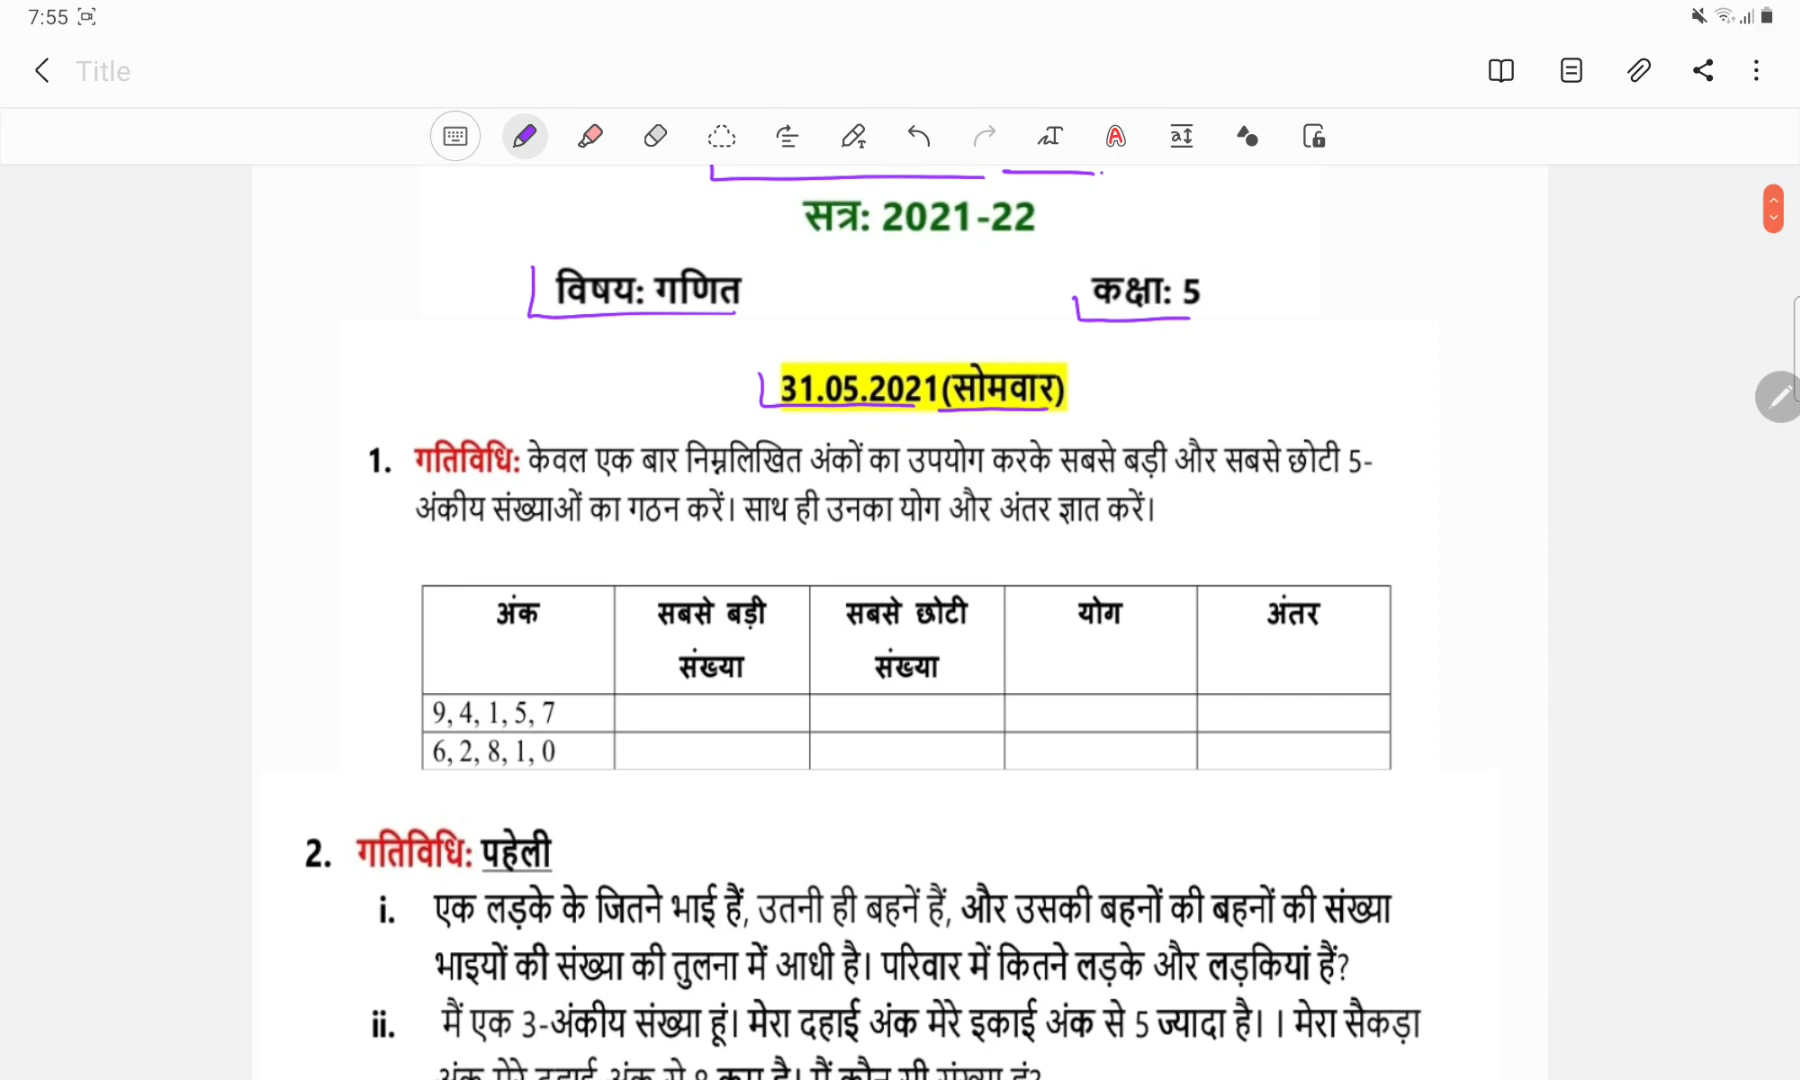 7:55
Title
सत्र: 2021-22
विषय: गणित
कक्षा: 5
31.05.2021(सोमवार)
1. गतिविधि: केवल एक बार निम्नलिखित अंकों का उपयोग करके सबसे बड़ी और सबसे छोटी 5-
अंकीय संख्याओं का गठन करें। साथ ही उनका योग और अंतर ज्ञात करें।
अंक सबसे बड़ी संख्या सबसे छोटी संख्या योग अंतर
9, 4, 1, 5, 7
6, 2, 8, 1, 0
2. गतिविधि: पहेली
i. एक लड़के के जितने भाई हैं, उतनी ही बहनें हैं, और उसकी बहनों की बहनों की संख्या
भाइयों की संख्या की तुलना में आधी है। परिवार में कितने लड़के और लड़कियां हैं?
ii. मैं एक 3-अंकीय संख्या हूं। मेरा दहाई अंक मेरे इकाई अंक से 5 ज्यादा है। । मेरा सैकड़ा
अंक मेरे दहाई अंक से 8 कम है। मैं कौन सी संख्या हूं?